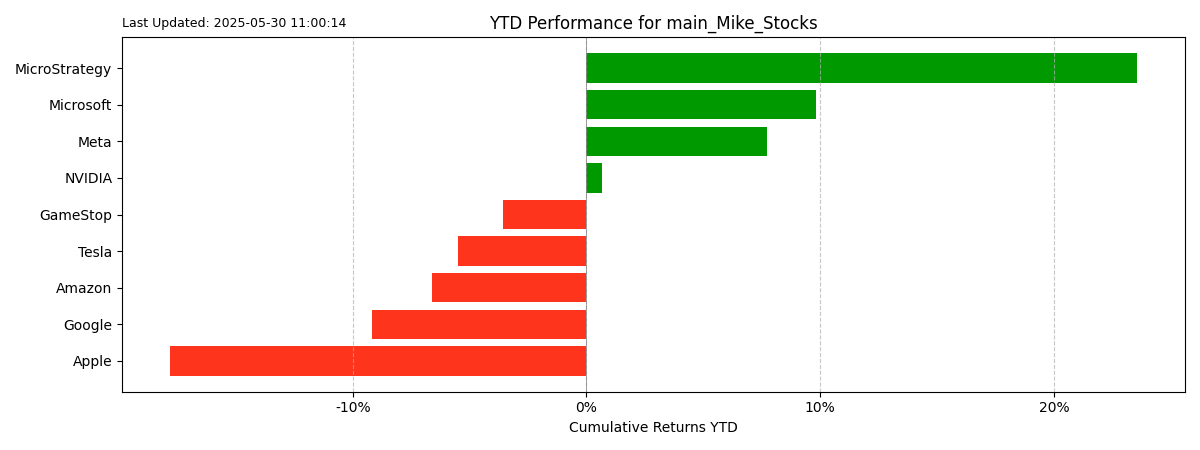 Last Updated: 2025-05-30 11:00:14
YTD Performance for main_Mike_Stocks
MicroStrategy
Microsoft
Meta
NVIDIA
GameStop
Tesla
Amazon
Google
Apple
-10% 0% 10% 20%
Cumulative Returns YTD